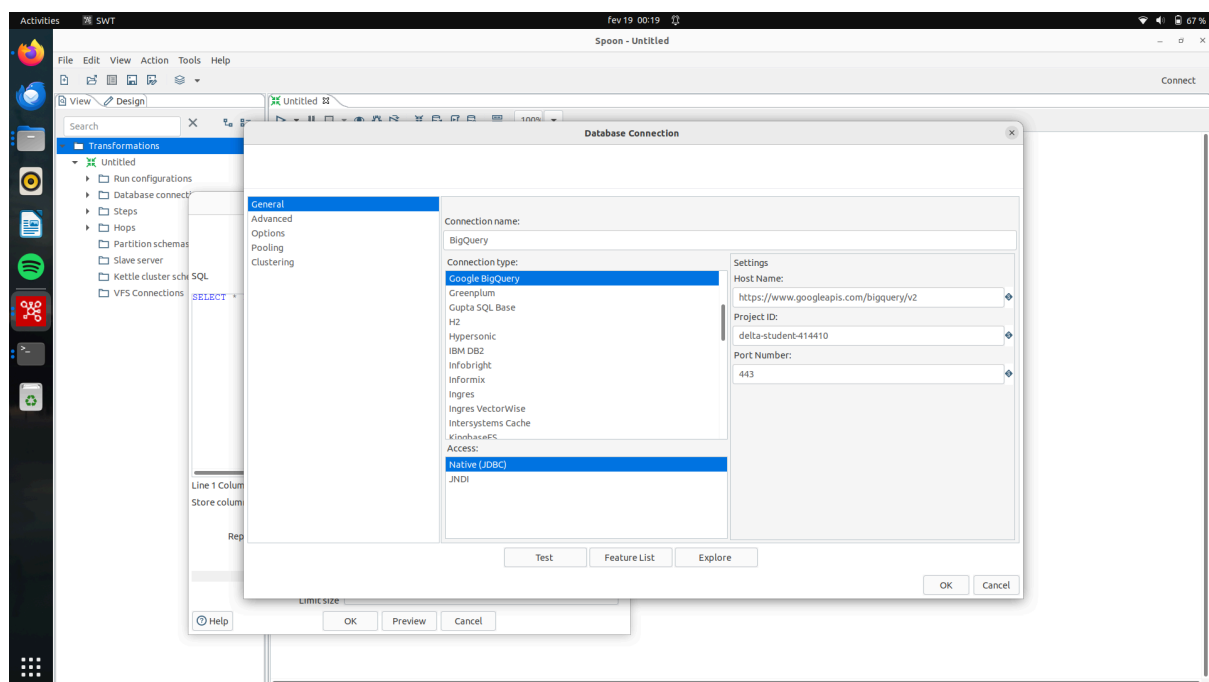 Activities SWT fev 19 00:19 67 %
Spoon - Untitled
File Edit View Action Tools Help
Connect
View Design Untitled
Search
100%
Database Connection
Transformations
Untitled
Run configurations
Database connecti
Steps
Hops
Partition schemas
Slave server
Kettle cluster sche
VFS Connections
SQL
SELECT *
Line 1 Colum
Store colum
Rep
General
Advanced
Options
Pooling
Clustering
Connection name:
BigQuery
Connection type:
Google BigQuery
Greenplum
Gupta SQL Base
H2
Hypersonic
IBM DB2
Infobright
Informix
Ingres
Ingres VectorWise
Intersystems Cache
KingbaseES
Access:
Native (JDBC)
JNDI
Settings
Host Name:
https://www.googleapis.com/bigquery/v2
Project ID:
delta-student-414410
Port Number:
443
Test Feature List Explore
OK Cancel
Limit size
Help OK Preview Cancel